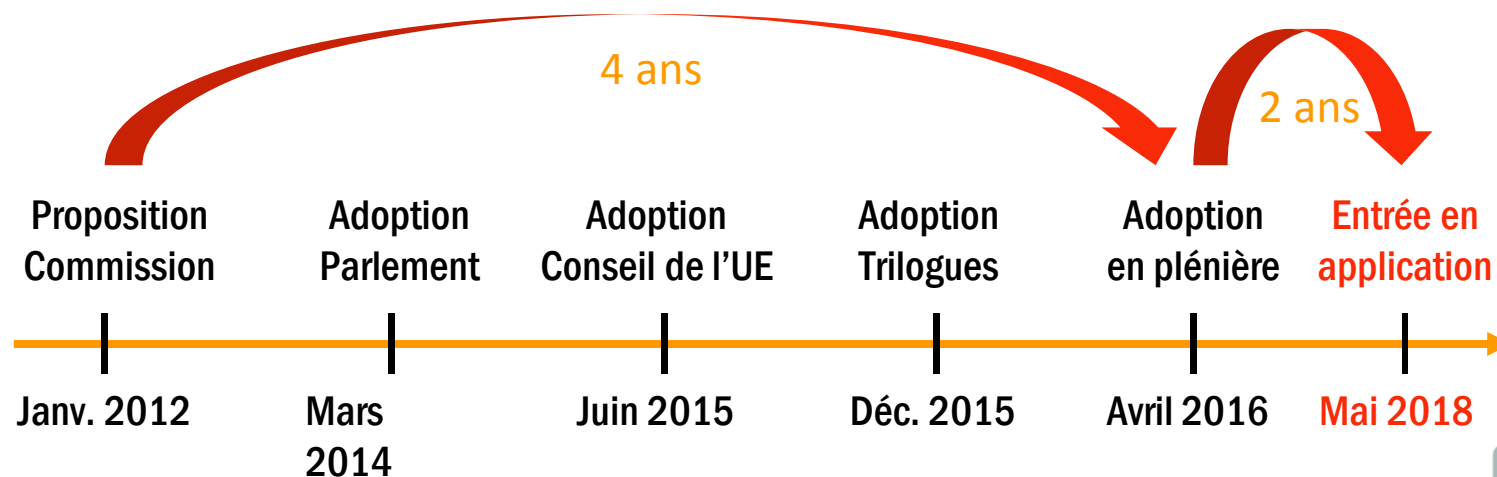 4 ans
2 ans
Proposition
Commission
Adoption
Parlement
Adoption
Conseil de l’UE
Adoption
Trilogues
Adoption
en plénière
Entrée en
application
Janv. 2012
Mars
2014
Juin 2015
Déc. 2015
Avril 2016
Mai 2018